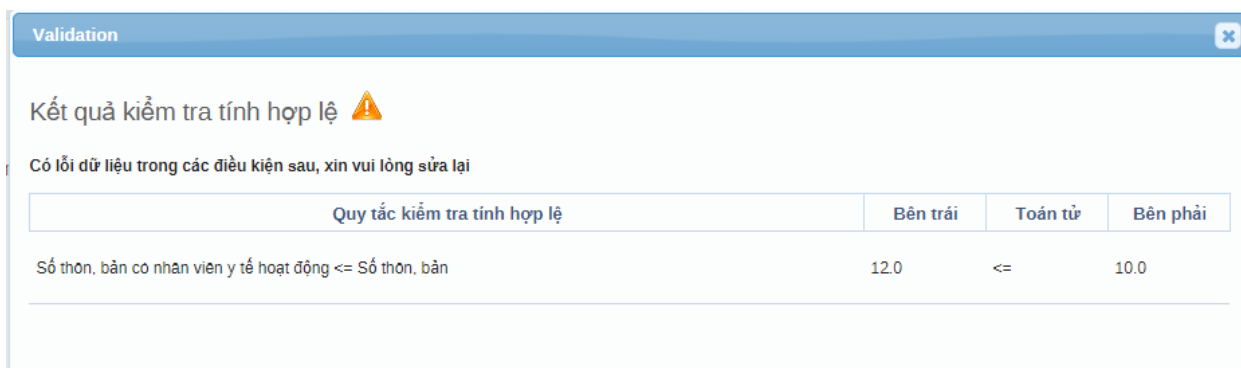 Validation
Kết quả kiểm tra tính hợp lệ
Có lỗi dữ liệu trong các điều kiện sau, xin vui lòng sửa lại
Quy tắc kiểm tra tính hợp lệ Bên trái Toán tử Bên phải
Số thôn, bản có nhân viên y tế hoạt động <= Số thôn, bản 12.0 <= 10.0